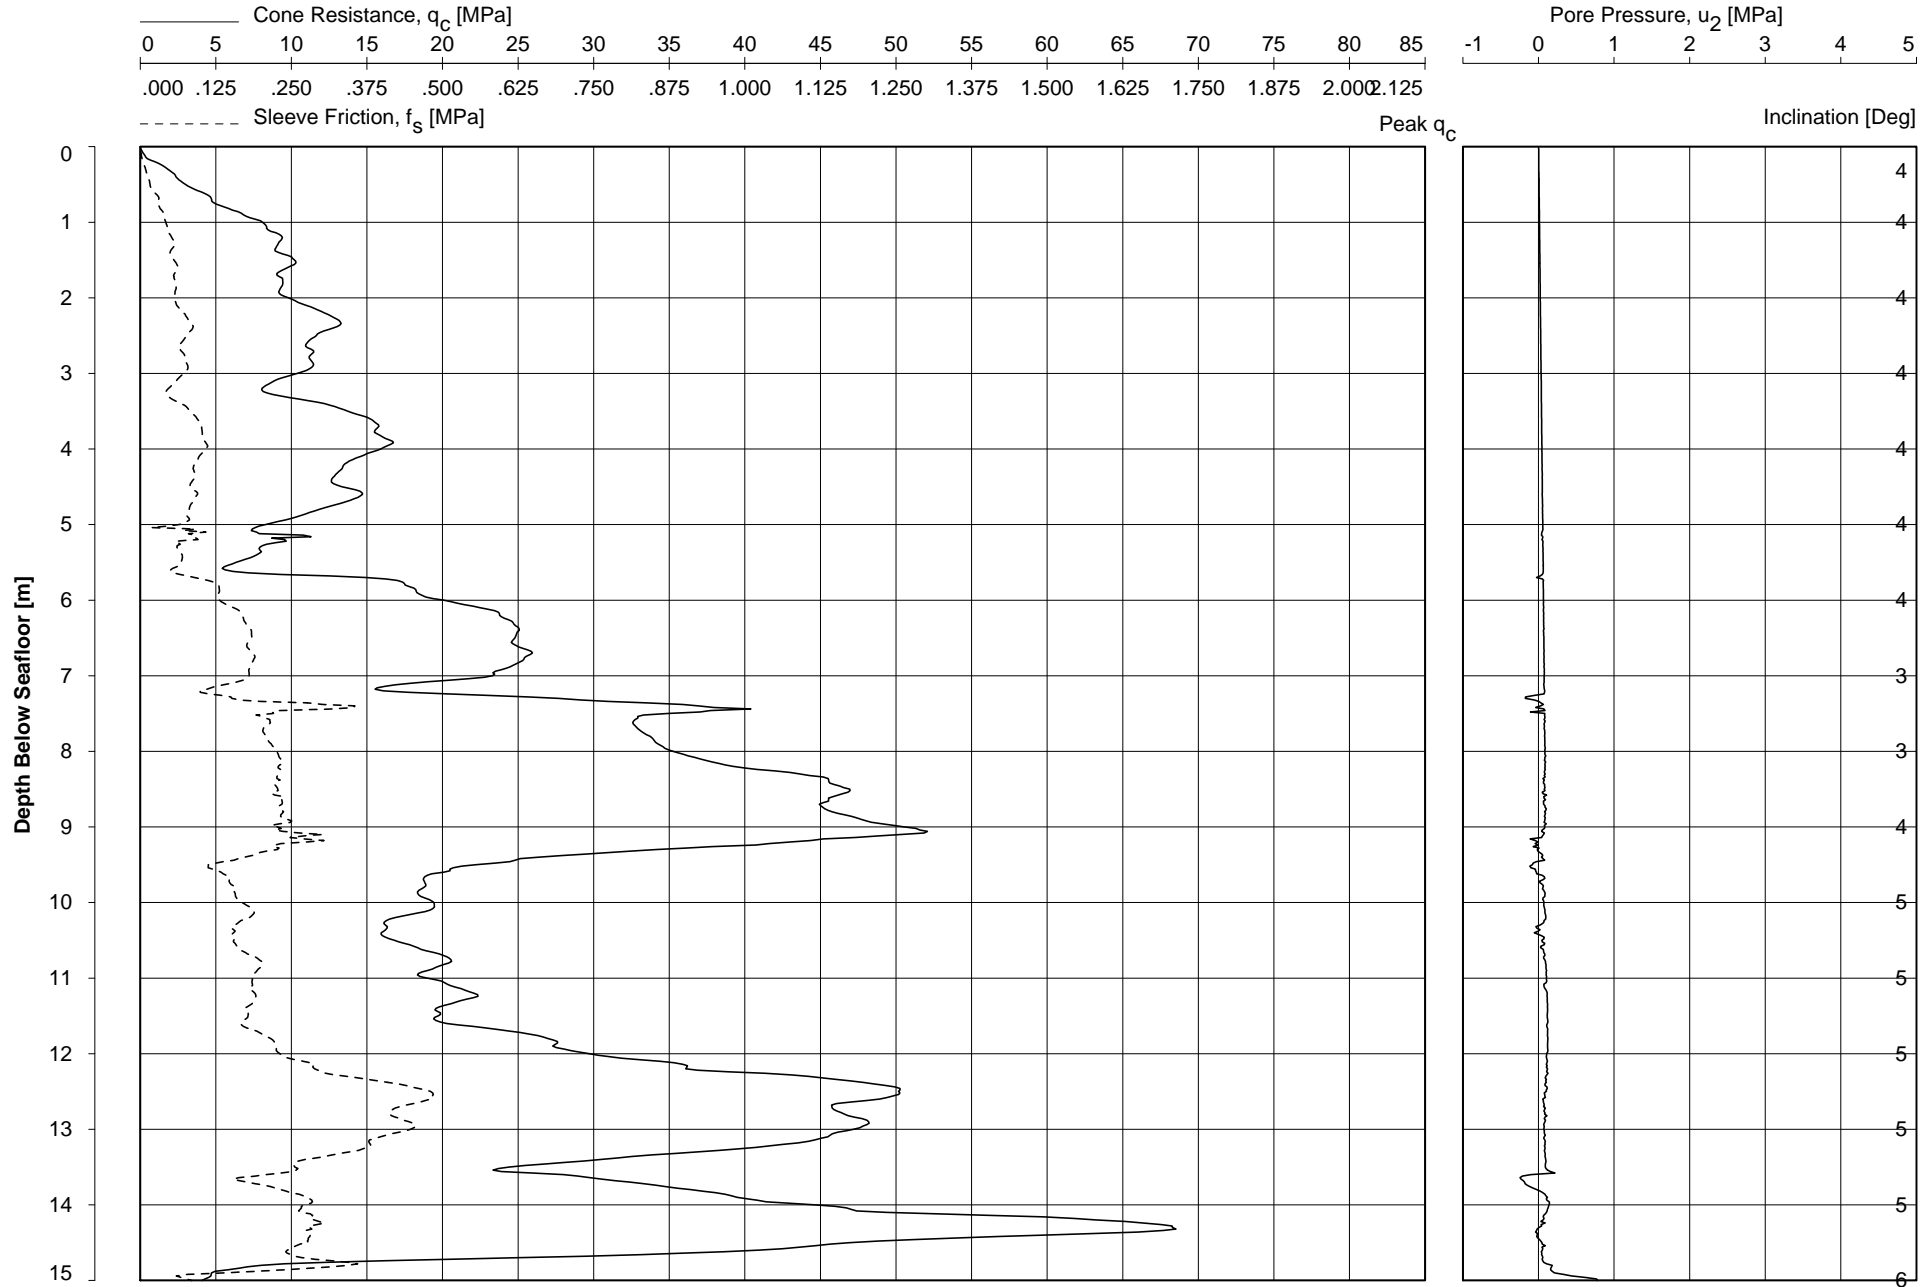 Cone Resistance, qc [MPa]
0 5 10 15 20 25 30 35 40 45 50 55 60 65 70 75 80 85
.000 .125 .250 .375 .500 .625 .750 .875 1.000 1.125 1.250 1.375 1.500 1.625 1.750 1.875 2.000 2.125
Sleeve Friction, fs [MPa]
Peak qc
Pore Pressure, u2 [MPa]
-1 0 1 2 3 4 5
Inclination [Deg]
Depth Below Seafloor [m]
0 4
1 4
2 4
3 4
4 4
5 4
6 4
7 3
8 3
9 4
10 5
11 5
12 5
13 5
14 5
15 6